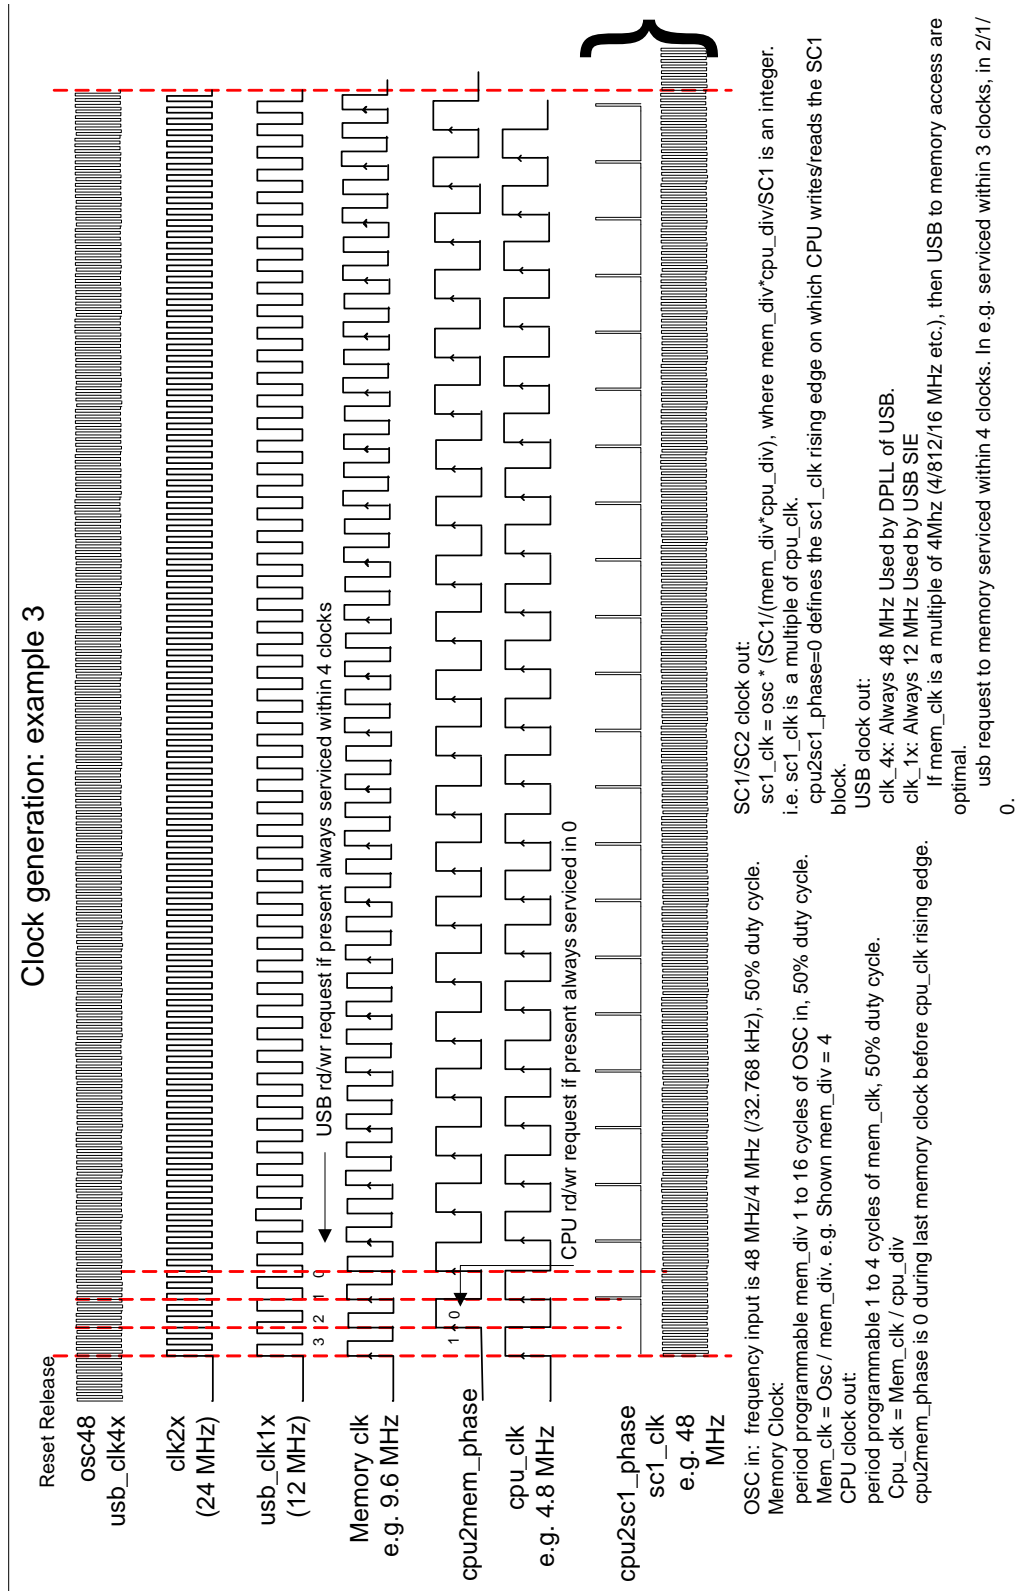 Clock generation: example 3
Reset Release
osc48
usb_clk4x
clk2x
(24 MHz)
usb_clk1x
(12 MHz)
3 2 1 0
USB rd/wr request if present always serviced within 4 clocks
Memory clk
e.g. 9.6 MHz
cpu2mem_phase
1 0
CPU rd/wr request if present always serviced in 0
cpu_clk
e.g. 4.8 MHz
cpu2sc1_phase
sc1_clk
e.g. 48
MHz
OSC in: frequency input is 48 MHz/4 MHz (/32.768 kHz), 50% duty cycle.
Memory Clock:
period programmable mem_div 1 to 16 cycles of OSC in, 50% duty cycle.
Mem_clk = Osc / mem_div. e.g. Shown mem_div = 4
CPU clock out:
period programmable 1 to 4 cycles of mem_clk, 50% duty cycle.
Cpu_clk = Mem_clk / cpu_div
cpu2mem_phase is 0 during last memory clock before cpu_clk rising edge.
SC1/SC2 clock out:
sc1_clk = osc * (SC1/(mem_div*cpu_div), where mem_div*cpu_div/SC1 is an integer.
i.e. sc1_clk is a multiple of cpu_clk.
cpu2sc1_phase=0 defines the sc1_clk rising edge on which CPU writes/reads the SC1
block.
USB clock out:
clk_4x: Always 48 MHz Used by DPLL of USB.
clk_1x: Always 12 MHz Used by USB SIE
If mem_clk is a multiple of 4Mhz (4/812/16 MHz etc.), then USB to memory access are
optimal.
usb request to memory serviced within 4 clocks. In e.g. serviced within 3 clocks, in 2/1/
0.